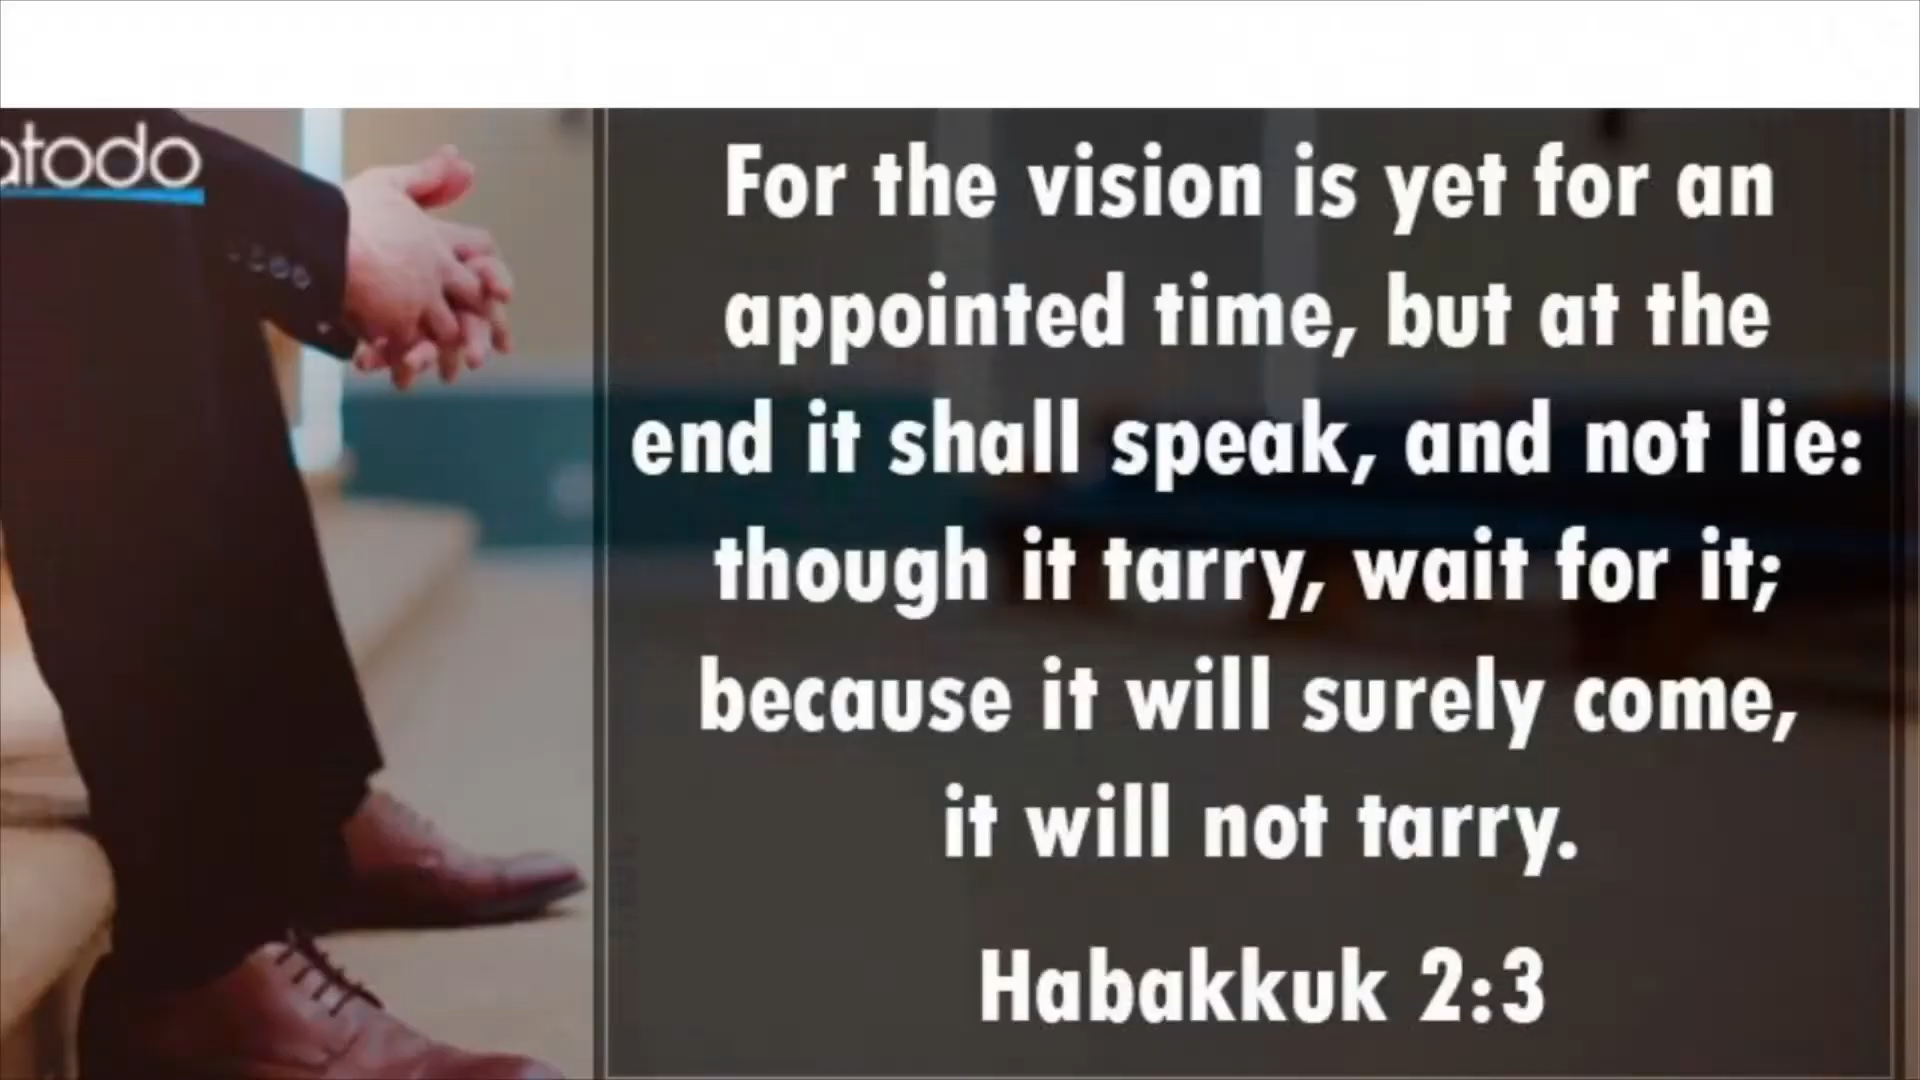 atodo
For the vision is yet for an
appointed time, but at the
end it shall speak, and not lie:
though it tarry, wait for it;
because it will surely come,
it will not tarry.
Habakkuk 2:3